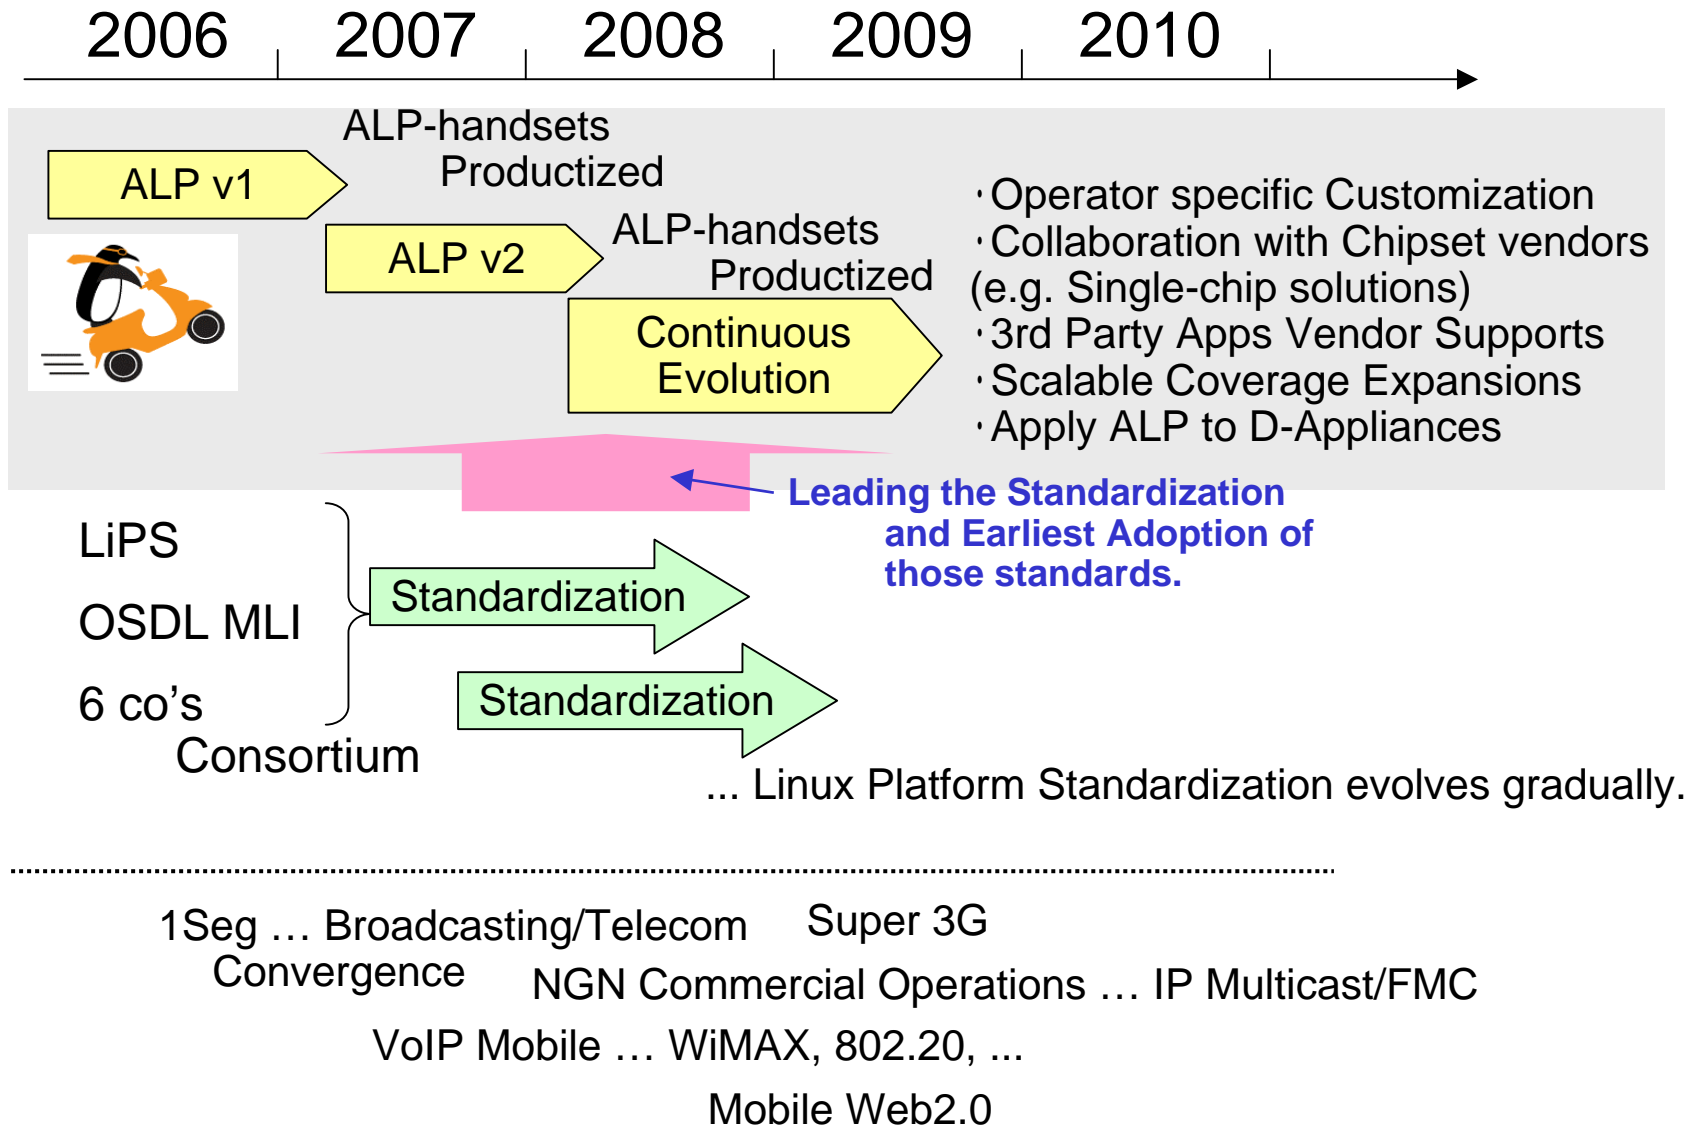 2006 2007 2008 2009 2010
ALP-handsets
Productized
ALP v1
ALP-handsets
Productized
ALP v2
Continuous
Evolution
·Operator specific Customization
·Collaboration with Chipset vendors
(e.g. Single-chip solutions)
·3rd Party Apps Vendor Supports
·Scalable Coverage Expansions
·Apply ALP to D-Appliances
Leading the Standardization
and Earliest Adoption of
those standards.
LiPS
OSDL MLI
6 co’s
Consortium
Standardization
Standardization
... Linux Platform Standardization evolves gradually.
1Seg … Broadcasting/Telecom
Convergence
Super 3G
NGN Commercial Operations … IP Multicast/FMC
VoIP Mobile … WiMAX, 802.20, ...
Mobile Web2.0